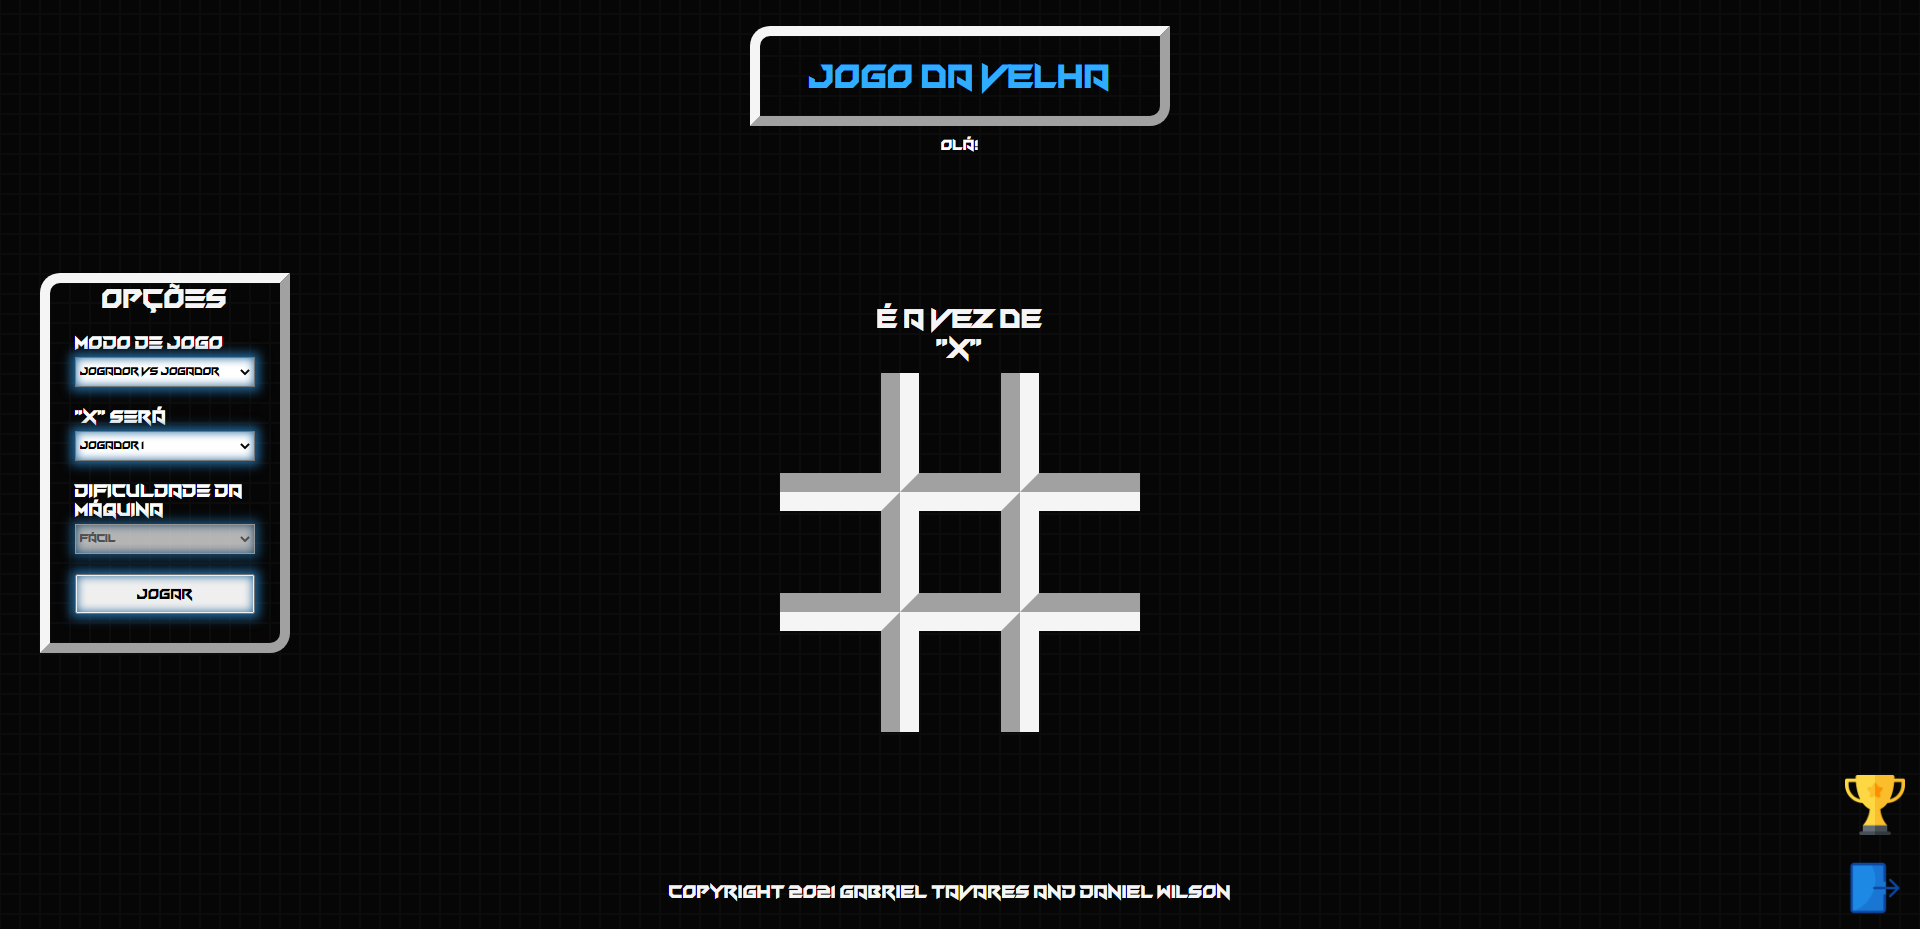 JOGO DA VELHA
OLÁ!
OPÇÕES
MODO DE JOGO
JOGADOR VS JOGADOR
"X" SERÁ
JOGADOR 1
DIFICULDADE DA
MÁQUINA
FÁCIL
JOGAR
É A VEZ DE
"X"
COPYRIGHT 2021 GABRIEL TAVARES AND DANIEL WILSON